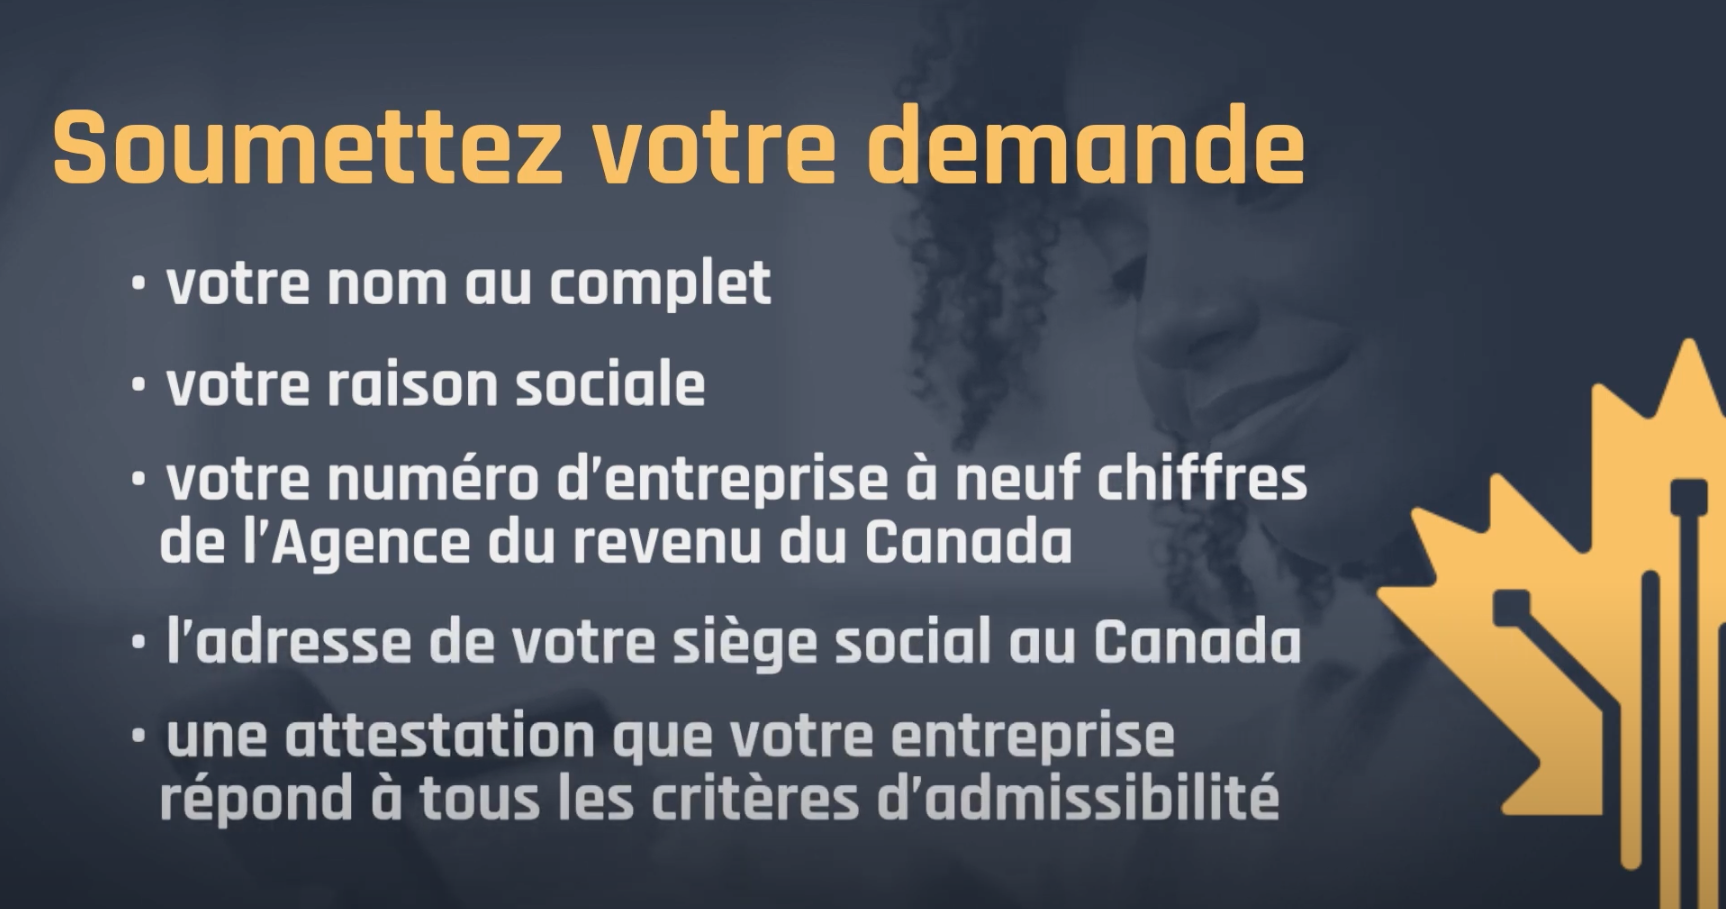 Soumettez votre demande
• votre nom au complet
• votre raison sociale
• votre numéro d'entreprise à neuf chiffres
de l'Agence du revenu du Canada
• l'adresse de votre siège social au Canada
• une attestation que votre entreprise
répond à tous les critères d'admissibilité